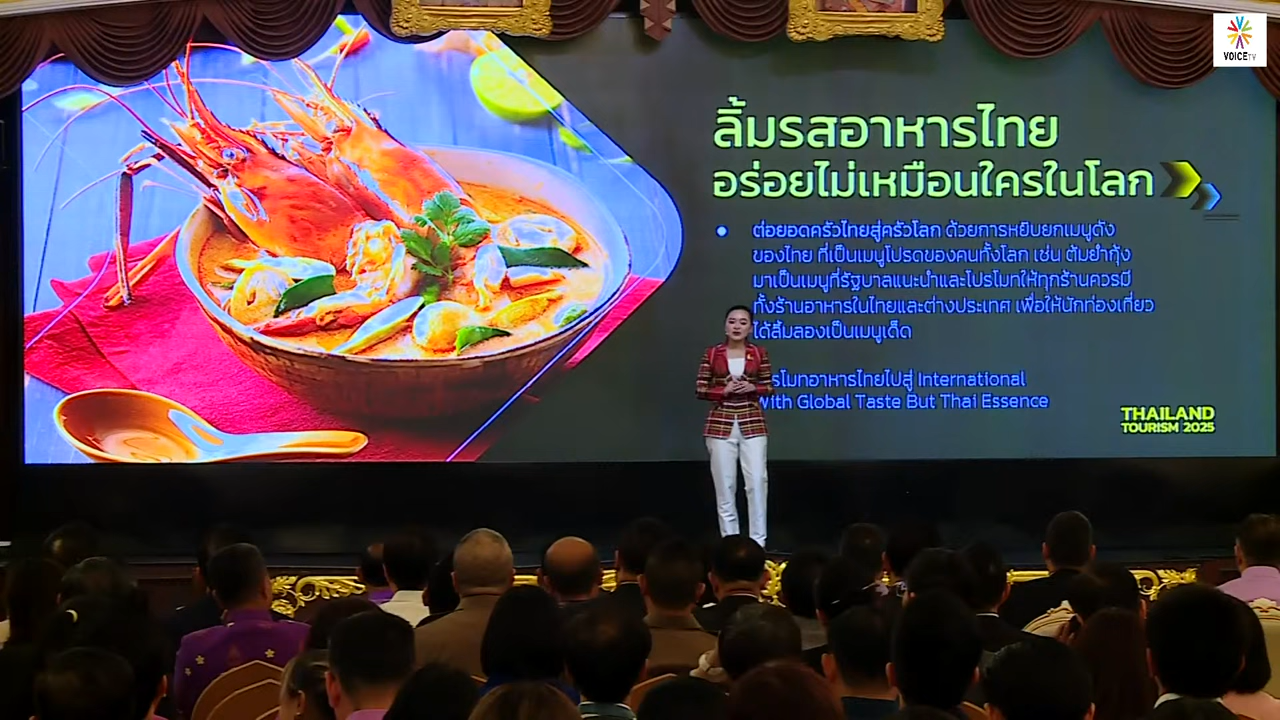 VOICETV
ลิ้มรสอาหารไทย
อร่อยไม่เหมือนใครในโลก
ต่อยอดครัวไทยสู่ครัวโลก ด้วยการหยิบยกเมนูดัง
ของไทย ที่เป็นเมนูโปรดของคนทั้งโลก เช่น ต้มยำกุ้ง
มาเป็นเมนูที่รัฐบาลแนะนำและโปรโมทให้ทุกร้านควรมี
ทั้งร้านอาหารในไทยและต่างประเทศ เพื่อให้นักท่องเที่ยว
ได้ลิ้มลองเป็นเมนูเด็ด
รโมทอาหารไทยไปสู่ International
with Global Taste But Thai Essence
THAILAND
TOURISM 2025